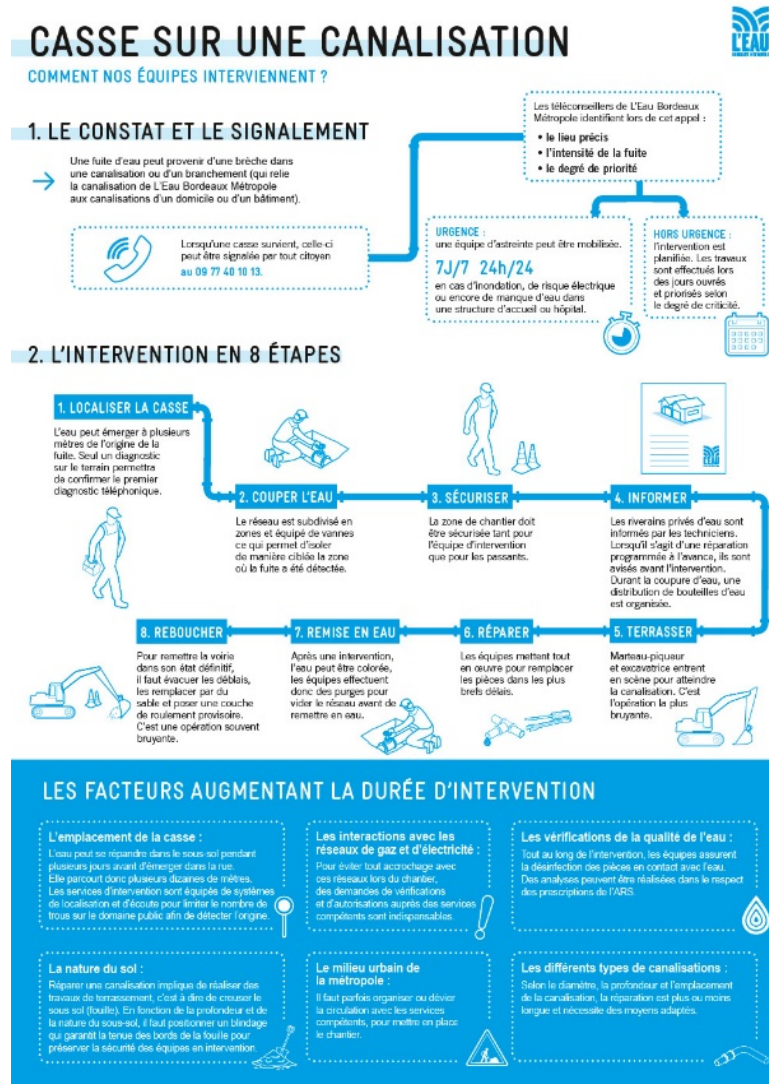 CASSE SUR UNE CANALISATION
COMMENT NOS ÉQUIPES INTERVIENNENT ?
L'EAU
1. LE CONSTAT ET LE SIGNALEMENT
Une fuite d'eau peut provenir d'une brèche dans
une canalisation ou d'un branchement (qui relie
la canalisation de L'Eau Bordeaux Métropole
aux canalisations d'un domicile ou d'un bâtiment).
Lorsqu'une casse survient, celle-ci
peut être signalée par tout citoyen
au 09 77 40 10 13.
Les téléconseillers de L'Eau Bordeaux
Métropole identifient lors de cet appel :
• le lieu précis
• l'intensité de la fuite
• le degré de priorité
URGENCE :
une équipe d'astreinte peut être mobilisée.
7J/7 24h/24
en cas d'inondation, de risque électrique
ou encore de manque d'eau dans
une structure d'accueil ou hôpital.
HORS URGENCE :
l'intervention est
planifiée. Les travaux
sont effectués lors
des jours ouvrés
et priorisés selon
le degré de criticité.
2. L'INTERVENTION EN 8 ÉTAPES
1. LOCALISER LA CASSE
L'eau peut émerger à plusieurs
mètres de l'origine de la
fuite. Seul un diagnostic
sur le terrain permettra
de confirmer le premier
diagnostic téléphonique.
2. COUPER L'EAU
Le réseau est subdivisé en
zones et équipé de vannes
ce qui permet d'isoler
de manière ciblée la zone
où la fuite a été détectée.
3. SÉCURISER
La zone de chantier doit
être sécurisée tant pour
l'équipe d'intervention
que pour les passants.
4. INFORMER
Les riverains privés d'eau sont
informés par les techniciens.
Lorsqu'il s'agit d'une réparation
programmée à l'avance, ils sont
avisés avant l'intervention.
Durant la coupure d'eau, une
distribution de bouteilles d'eau
est organisée.
L'EAU
5. TERRASSER
Marteau-piqueur
et excavatrice entrent
en scène pour atteindre
la canalisation. C'est
l'opération la plus
bruyante.
6. RÉPARER
Les équipes mettent tout
en œuvre pour remplacer
les pièces dans les plus
brefs délais.
7. REMISE EN EAU
Après une intervention,
l'eau peut être colorée,
les équipes effectuent
donc des purges pour
vider le réseau avant de
remettre en eau.
8. REBOUCHER
Pour remettre la voirie
dans son état définitif,
il faut évacuer les déblais,
les remplacer par du
sable et poser une couche
de roulement provisoire.
C'est une opération souvent
bruyante.
LES FACTEURS AUGMENTANT LA DURÉE D'INTERVENTION
L'emplacement de la casse :
L'eau peut se répandre dans le sous-sol pendant
plusieurs jours avant d'émerger dans la rue.
Elle parcourt donc plusieurs dizaines de mètres.
Les services d'intervention sont équipés de systèmes
de localisation et d'écoute pour limiter le nombre de
trous sur le domaine public afin de détecter l'origine.
Les interactions avec les
réseaux de gaz et d'électricité :
Pour éviter tout accrochage avec
ces réseaux lors du chantier,
des demandes de vérifications
et d'autorisations auprès des services
compétents sont indispensables.
Les vérifications de la qualité de l'eau :
Tout au long de l'intervention, les équipes assurent
la désinfection des pièces en contact avec l'eau.
Des analyses peuvent être réalisées dans le respect
des prescriptions de l'ARS.
La nature du sol :
Réparer une canalisation implique de réaliser des
travaux de terrassement, c'est à dire de creuser le
sous sol (fouille). En fonction de la profondeur et de
la nature du sous-sol, il faut positionner un blindage
qui garantit la tenue des bords de la fouille pour
préserver la sécurité des équipes en intervention.
Le milieu urbain de
la métropole :
Il faut parfois organiser ou dévier
la circulation avec les services
compétents, pour mettre en place
le chantier.
Les différents types de canalisations :
Selon le diamètre, la profondeur et l'emplacement
de la canalisation, la réparation est plus ou moins
longue et nécessite des moyens adaptés.